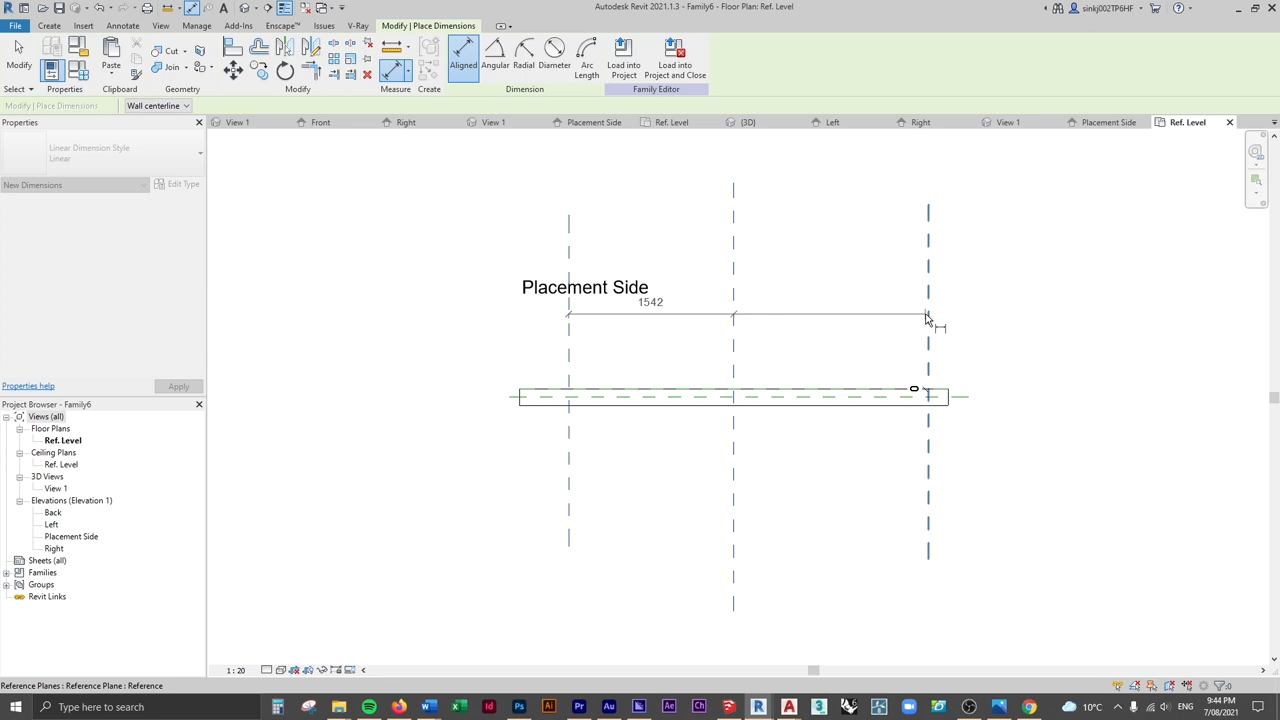 Autodesk Revit 2021.1.3 - Family6 - Floor Plan: Ref. Level
sinkj002TP6HF
File Create Insert Annotate View Manage Add-Ins Enscape™ Issues V-Ray Modify | Place Dimensions
Modify
Paste
Cut
Join
Aligned Angular Radial Diameter Arc Length
Load into Project
Load into Project and Close
Select Properties Clipboard Geometry Modify Measure Create Dimension Family Editor
Modify | Place Dimensions Wall centerline
Properties
View 1 Front Right View 1 Placement Side Ref. Level {3D} Left Right View 1 Placement Side Ref. Level
Linear Dimension Style
Linear
New Dimensions Edit Type
Placement Side
1542
0
Properties help Apply
Project Browser - Family6
Views (all)
Floor Plans
Ref. Level
Ceiling Plans
Ref. Level
3D Views
View 1
Elevations (Elevation 1)
Back
Left
Placement Side
Right
Sheets (all)
Families
Groups
Revit Links
1 : 20
Reference Planes : Reference Plane : Reference
:0
Type here to search
10°C
ENG
9:44 PM
7/08/2021